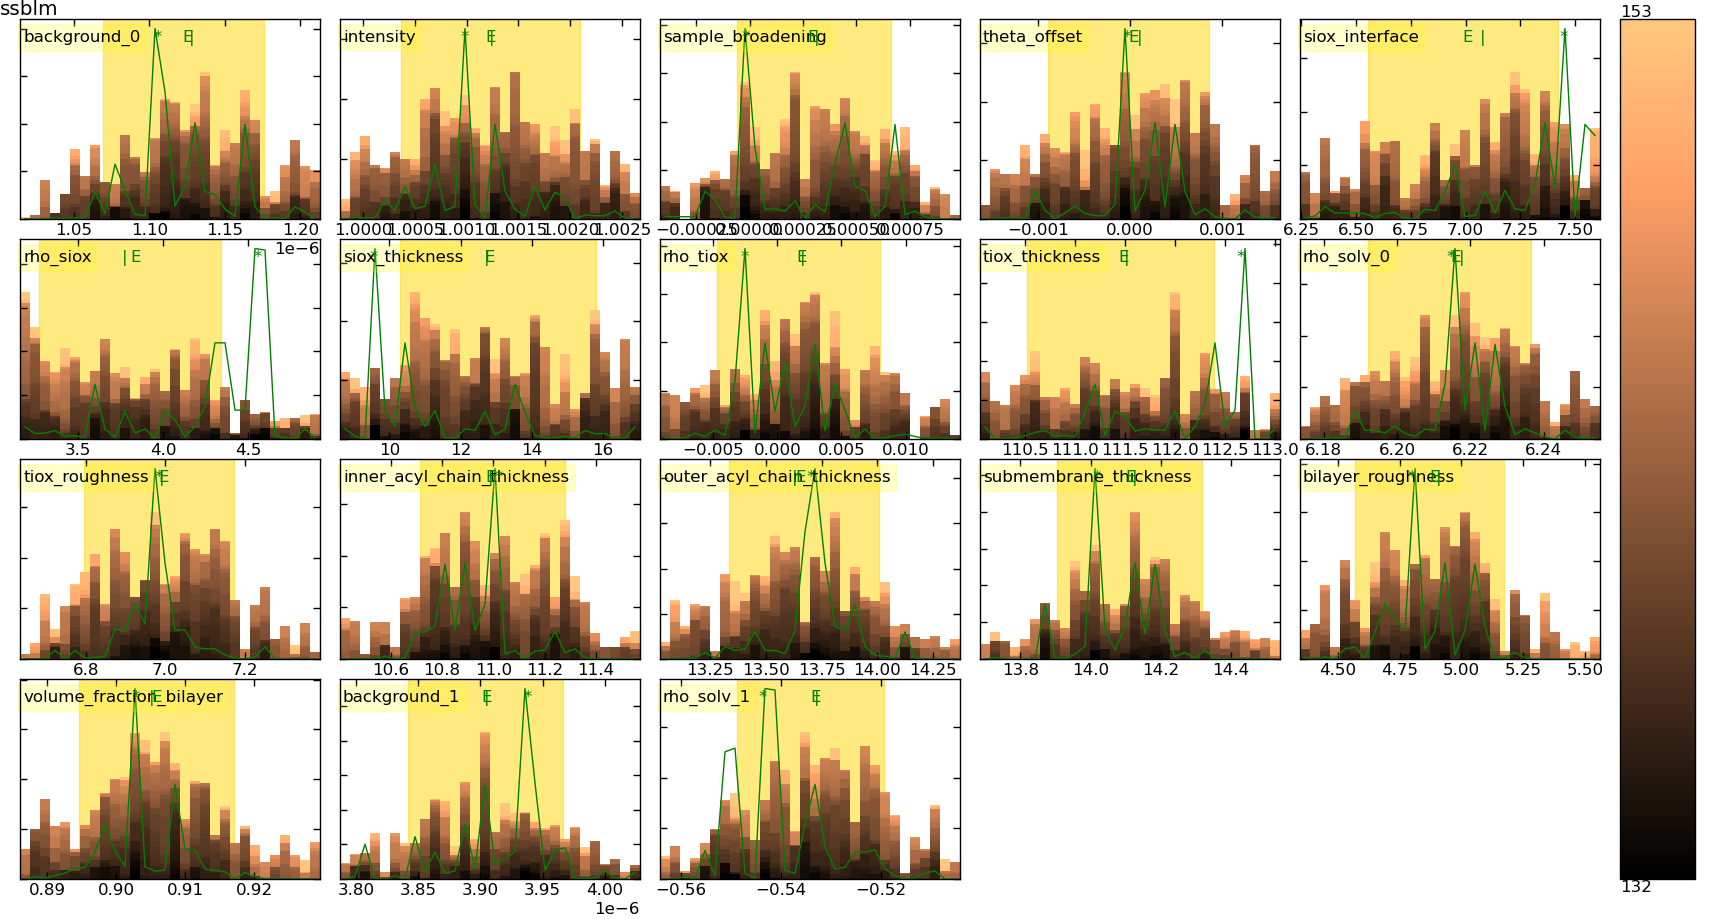 ssblm
153
background_0 * E|
intensity * E|
sample_broadening * E|
theta_offset * E|
siox_interface E | *
1.05 1.10 1.15 1.20
1e−6
1.0000 1.0005 1.0010 1.0015 1.0020 1.0025
−0.00025 0.00000 0.00025 0.00050 0.00075
−0.001 0.000 0.001
6.25 6.50 6.75 7.00 7.25 7.50
rho_siox | E *
siox_thickness * |E
rho_tiox * E|
tiox_thickness E| *
rho_solv_0 *E|
3.5 4.0 4.5
10 12 14 16
−0.005 0.000 0.005 0.010
110.5 111.0 111.5 112.0 112.5 113.0
6.18 6.20 6.22 6.24
tiox_roughness * E
inner_acyl_chain_thickness E| *
outer_acyl_chain_thickness |E *
submembrane_thickness * E|
bilayer_roughness * E|
6.8 7.0 7.2
10.6 10.8 11.0 11.2 11.4
13.25 13.50 13.75 14.00 14.25
13.8 14.0 14.2 14.4
4.50 4.75 5.00 5.25 5.50
volume_fraction_bilayer * |E
background_1 E| *
rho_solv_1 * E|
0.89 0.90 0.91 0.92
3.80 3.85 3.90 3.95 4.00
1e−6
−0.56 −0.54 −0.52
132